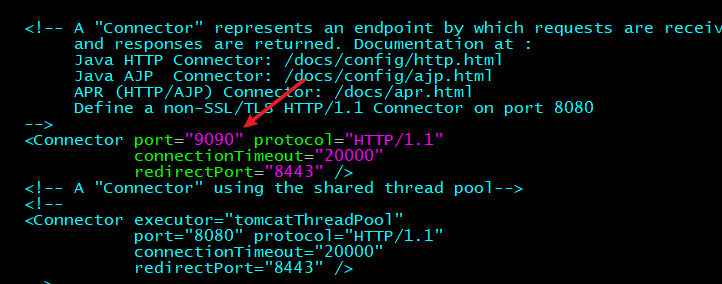 <!-- A "Connector" represents an endpoint by which requests are receiv
and responses are returned. Documentation at :
Java HTTP Connector: /docs/config/http.html
Java AJP  Connector: /docs/config/ajp.html
APR (HTTP/AJP) Connector: /docs/apr.html
Define a non-SSL/TLS HTTP/1.1 Connector on port 8080
-->
<Connector port="9090" protocol="HTTP/1.1"
connectionTimeout="20000"
redirectPort="8443" />
<!-- A "Connector" using the shared thread pool-->
<!--
<Connector executor="tomcatThreadPool"
port="8080" protocol="HTTP/1.1"
connectionTimeout="20000"
redirectPort="8443" />